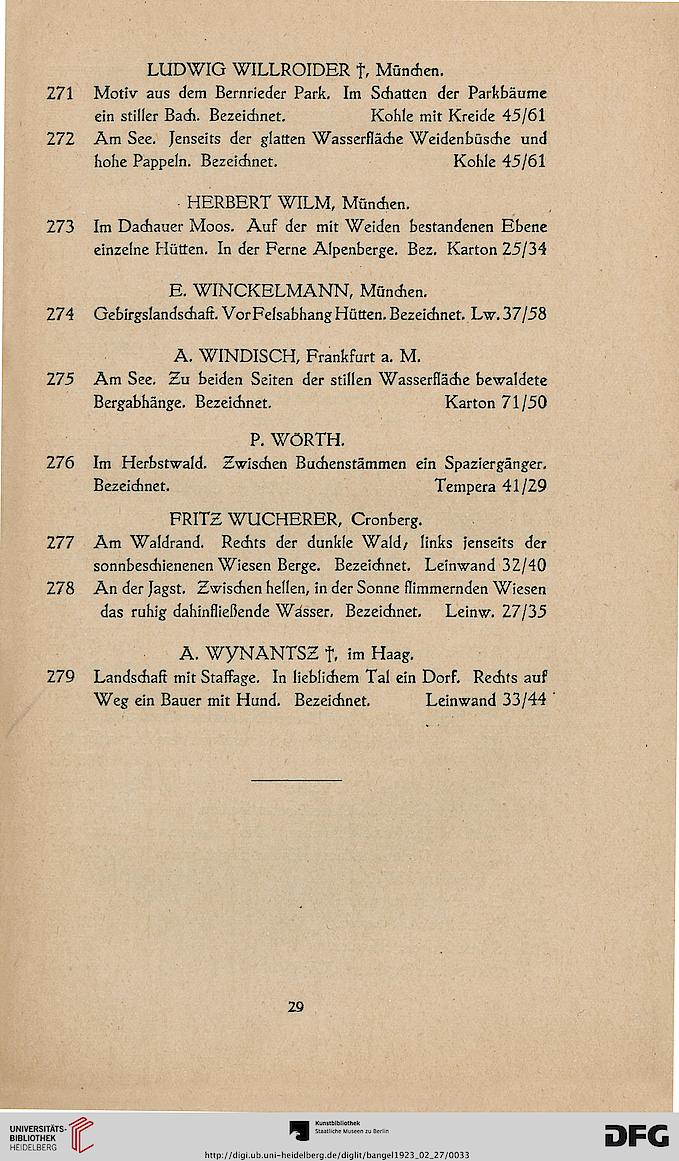 LUDWIG WILLROIDER †, München.
271 Motiv aus dem Bernrieder Park. Im Schatten der Parkbäume
ein stiller Bach. Bezeichnet. Kohle mit Kreide 45/61
272 Am See. Jenseits der glatten Wasserfläche Weidenbüsche und
hohe Pappeln. Bezeichnet. Kohle 45/61
HERBERT WILM, München.
273 Im Dachauer Moos. Auf der mit Weiden bestandenen Ebene
einzelne Hütten. In der Ferne Alpenberge. Bez. Karton 25/34
E. WINCKELMANN, München.
274 Gebirgslandschaft. Vor Felsabhang Hütten. Bezeichnet. Lw. 37/58
A. WINDISCH, Frankfurt a. M.
275 Am See. Zu beiden Seiten der stillen Wasserfläche bewaldete
Bergabhänge. Bezeichnet. Karton 71/50
P. WÖRTH.
276 Im Herbstwald. Zwischen Buchenstämmen ein Spaziergänger.
Bezeichnet. Tempera 41/29
FRITZ WUCHERER, Cronberg.
277 Am Waldrand. Rechts der dunkle Wald, links jenseits der
sonnbeschienenen Wiesen Berge. Bezeichnet. Leinwand 32/40
278 An der Jagst. Zwischen hellen, in der Sonne flimmernden Wiesen
das ruhig dahinfließende Wasser. Bezeichnet. Leinw. 27/35
A. WYNANTSZ †, im Haag.
279 Landschaft mit Staffage. In lieblichem Tal ein Dorf. Rechts auf
Weg ein Bauer mit Hund. Bezeichnet. Leinwand 33/44
29
UNIVERSITÄTS-
BIBLIOTHEK
HEIDELBERG
Kunstbibliothek
Staatliche Museen zu Berlin
http://digi.ub.uni-heidelberg.de/diglit/bangel1923_02_27/0033
DFG